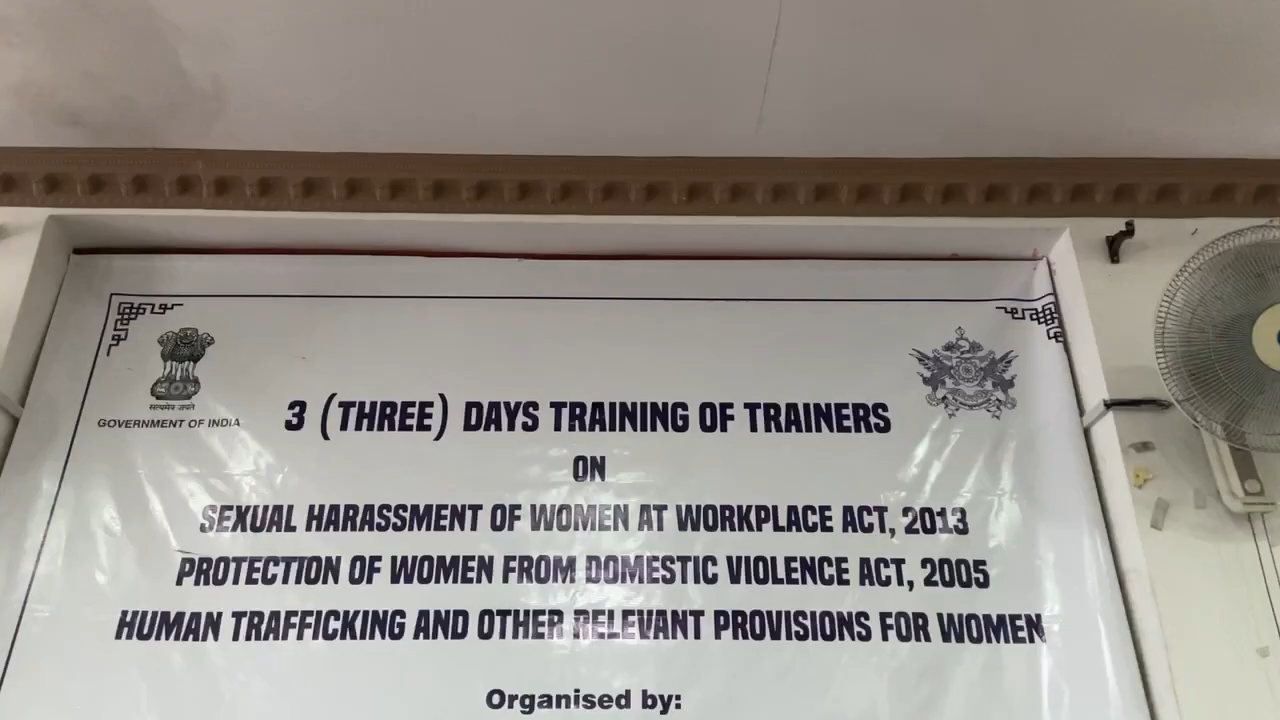 सत्यमेव जयते
GOVERNMENT OF INDIA
3 (THREE) DAYS TRAINING OF TRAINERS
ON
SEXUAL HARASSMENT OF WOMEN AT WORKPLACE ACT, 2013
PROTECTION OF WOMEN FROM DOMESTIC VIOLENCE ACT, 2005
HUMAN TRAFFICKING AND OTHER RELEVANT PROVISIONS FOR WOMEN
Organised by: